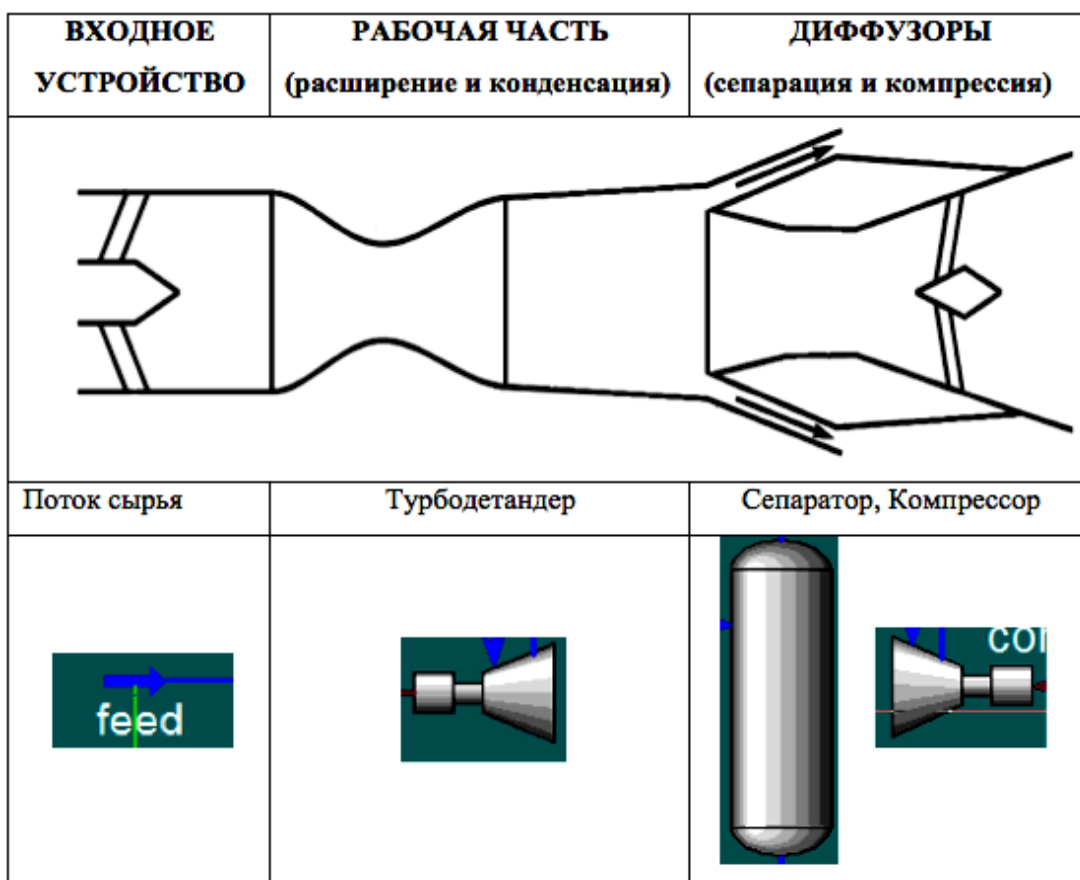 ВХОДНОЕ
УСТРОЙСТВО
РАБОЧАЯ ЧАСТЬ
(расширение и конденсация)
ДИФФУЗОРЫ
(сепарация и компрессия)
Поток сырья
Турбодетандер
Сепаратор, Компрессор
feed